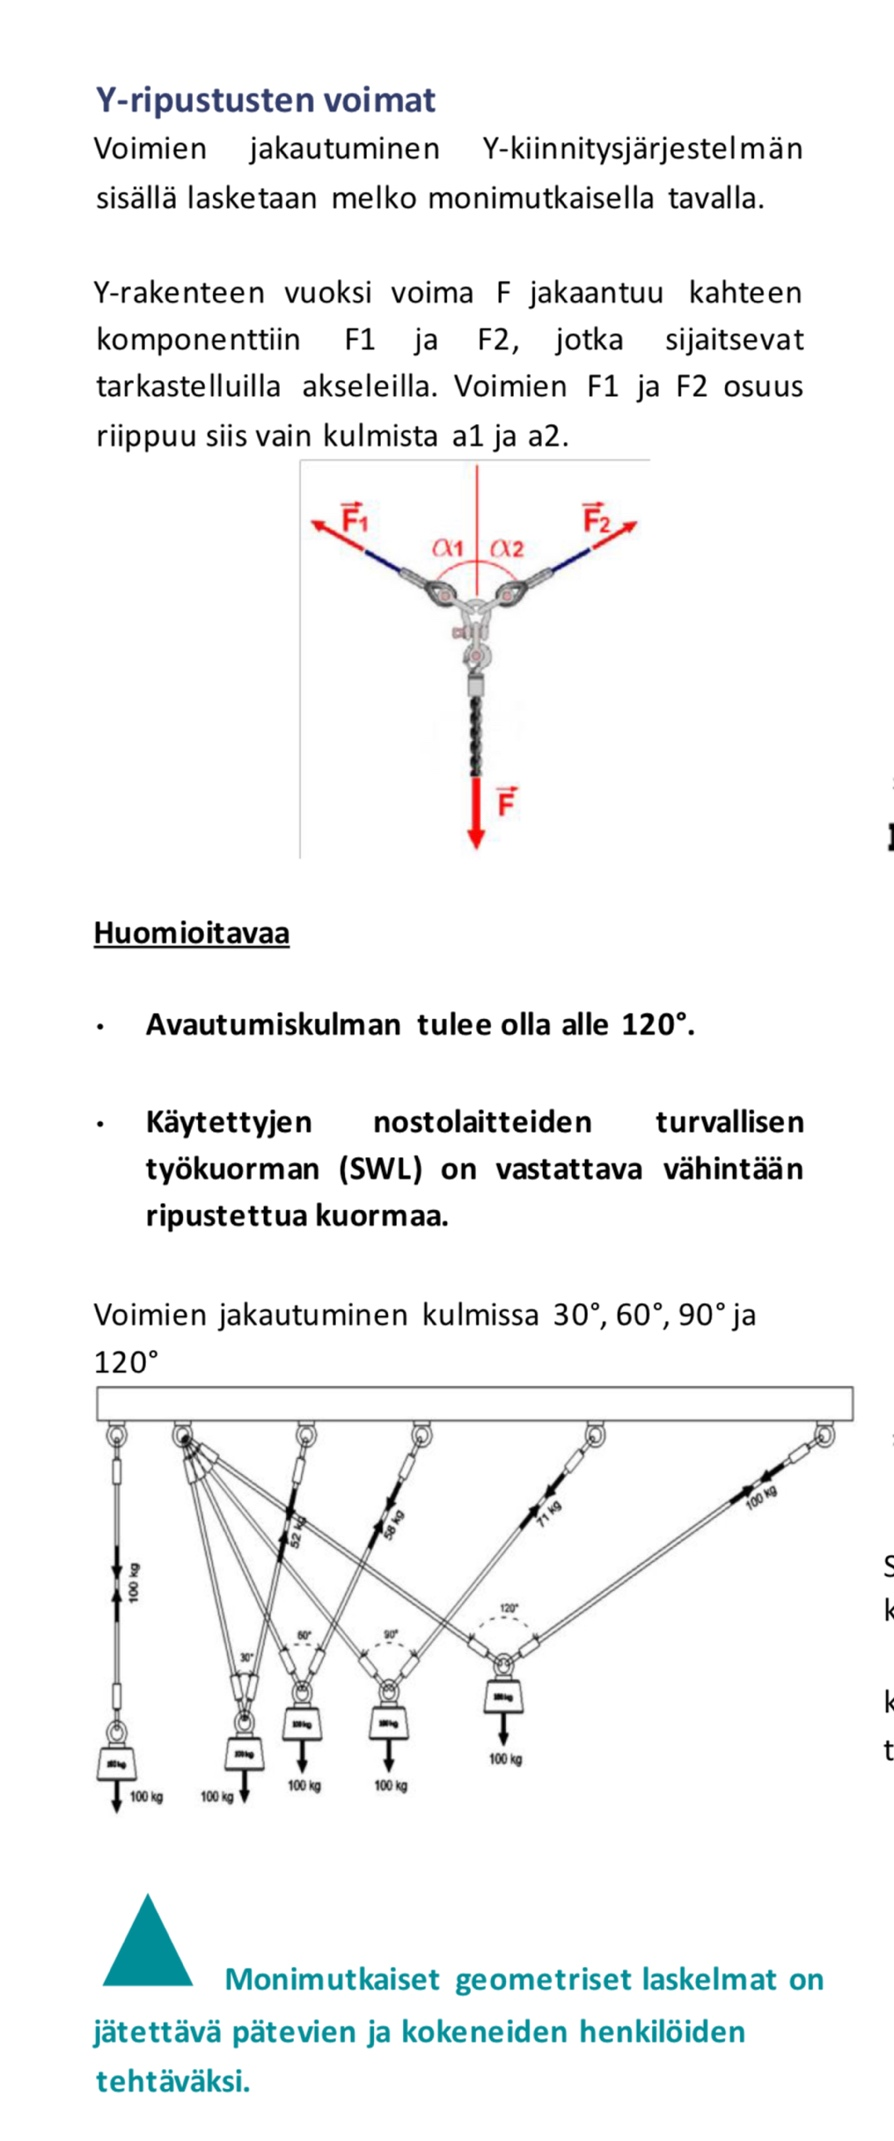 Y-ripustusten voimat
Voimien jakautuminen Y-kiinnitysjärjestelmän
sisällä lasketaan melko monimutkaisella tavalla.
Y-rakenteen vuoksi voima F jakaantuu kahteen
komponenttiin F1 ja F2, jotka sijaitsevat
tarkastelluilla akseleilla. Voimien F1 ja F2 osuus
riippuu siis vain kulmista a1 ja a2.
F1
F2
α1
α2
F
Huomioitavaa
• Avautumiskulman tulee olla alle 120°.
• Käytettyjen nostolaitteiden turvallisen
työkuorman (SWL) on vastattava vähintään
ripustettua kuormaa.
Voimien jakautuminen kulmissa 30°, 60°, 90° ja
120°
100 kg
52 kg
58 kg
71 kg
100 kg
30°
60°
90°
120°
100 kg
100 kg
100 kg
100 kg
100 kg
Monimutkaiset geometriset laskelmat on
jätettävä pätevien ja kokeneiden henkilöiden
tehtäväksi.